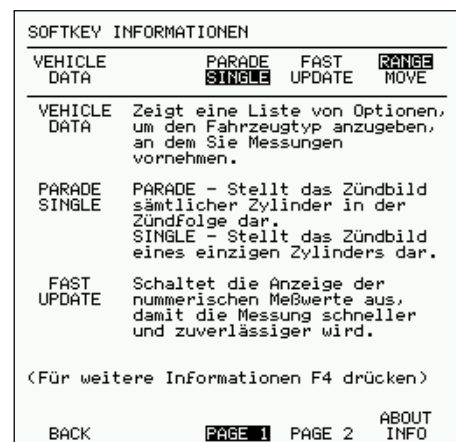 SOFTKEY INFORMATIONEN
VEHICLE PARADE FAST RANGE
DATA SINGLE UPDATE MOVE
VEHICLE Zeigt eine Liste von Optionen,
DATA um den Fahrzeugtyp anzugeben,
an dem Sie Messungen
vornehmen.
PARADE PARADE – Stellt das Zündbild
SINGLE sämtlicher Zylinder in der
Zündfolge dar.
SINGLE – Stellt das Zündbild
eines einzigen Zylinders dar.
FAST Schaltet die Anzeige der
UPDATE nummerischen Meßwerte aus,
damit die Messung schneller
und zuverlässiger wird.
(Für weitere Informationen F4 drücken)
ABOUT
BACK PAGE 1 PAGE 2 INFO